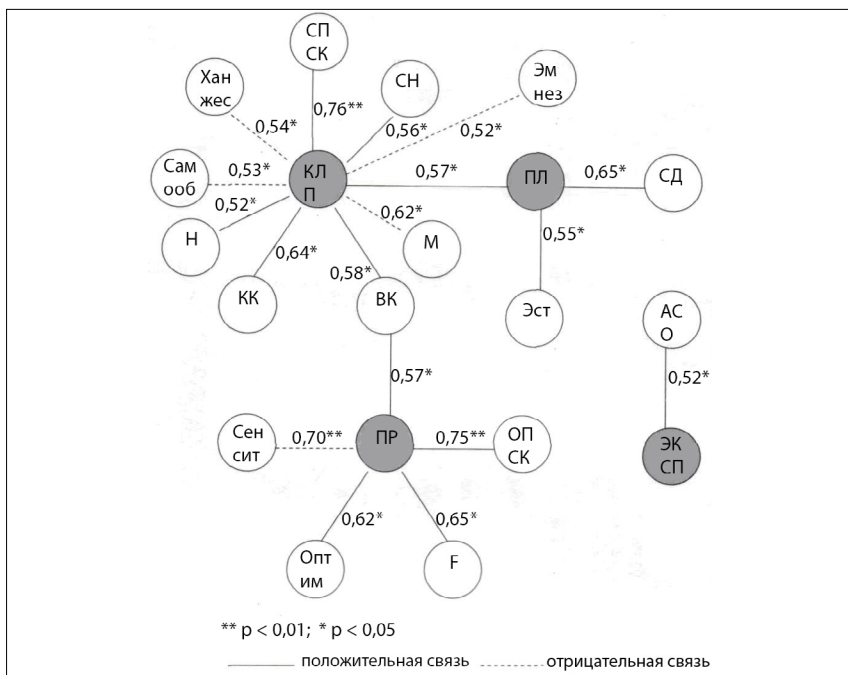 СП
СК
Хан
жес
СН
Эм
нез
0,76**
0,54*
0,56*
0,52*
Сам
ооб
0,53*
КЛ
П
0,57*
ПЛ
0,65*
СД
0,52*
Н
0,62*
М
0,55*
0,64*
0,58*
КК
ВК
Эст
АС
О
0,57*
0,52*
Сен
сит
0,70**
ПР
0,75**
ОП
СК
ЭК
СП
0,62*
0,65*
Опт
им
F
** p < 0,01; * p < 0,05
положительная связь
отрицательная связь